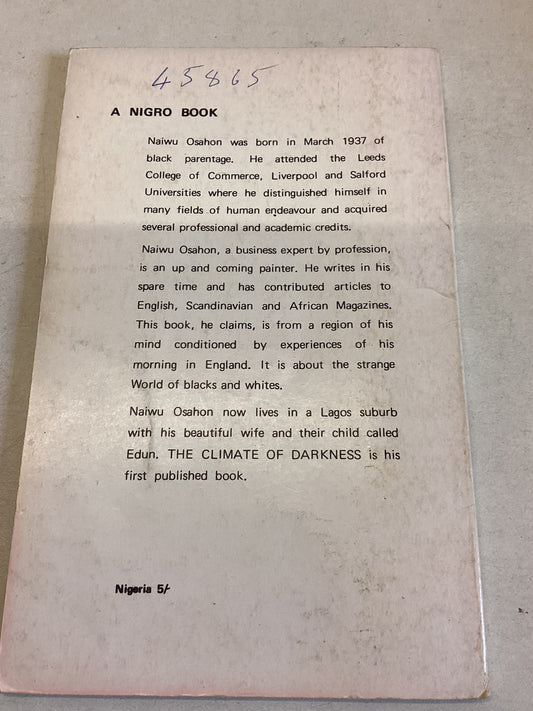 45865
A NIGRO BOOK
Naiwu Osahon was born in March 1937 of
black parentage. He attended the Leeds
College of Commerce, Liverpool and Salford
Universities where he distinguished himself in
many fields of human endeavour and acquired
several professional and academic credits.
Naiwu Osahon, a business expert by profession,
is an up and coming painter. He writes in his
spare time and has contributed articles to
English, Scandinavian and African Magazines.
This book, he claims, is from a region of his
mind conditioned by experiences of his
morning in England. It is about the strange
World of blacks and whites.
Naiwu Osahon now lives in a Lagos suburb
with his beautiful wife and their child called
Edun. THE CLIMATE OF DARKNESS is his
first published book.
Nigeria 5/-